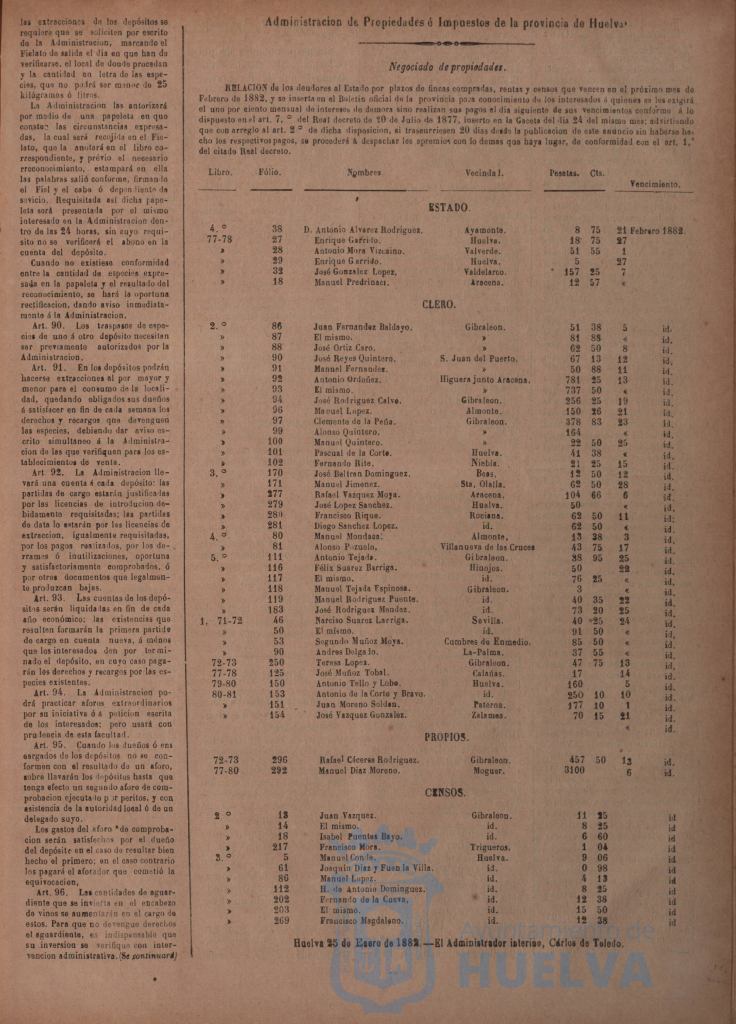 las extracciones de los depósitos se
requiere que se soliciten por escrito
de la Administracion, marcando el
Fielato de salida el dia en que han de
verificarse, el local de donde procedan
y la cantidad en letra de las espe-
cies, que no podrá ser menor de 25
kilógramos ó litros.
La Administracion las autorizará
por medio de una papeleta en que
consten las circunstancias expresa-
das, la cual será recogida en el Fie-
lato, que la anotará en el libro co-
rrespondiente, y prévio el necesario
rreconocimiento, estampará en ella
las palabras salió conforme, firmando
el Fiel y el cabo ó dependiente de
sevicio. Requisitada así dicha pape-
leta será presentada por el mismo
interesado en la Administracion den-
tro de las 24 horas, sin cuyo requi-
sito no se verificerá el abono en la
cuenta del depósito.
Cuando no existiese conformidad
entre la cantidad de especies expre-
sada en la papeleta y el resultado del
reconocimiento, se hará la oportuna
rectificacion, dando aviso inmediata-
mente á la Administracion.
Art. 90. Los traspasos de espe-
cies de uno á otro depósito necesitan
ser préviamente autorizados por la
Administracion.
Art. 91. En los depósitos podrán
hacerse extracciones al por mayor y
menor para el consumo de la locali-
dad, quedando obligados sus dueños
á satisfacer en fin de cada semana los
derechos y recargos que devenguen
las especies, debiendo dar aviso es-
crito simultáneo á la Administra-
cion de las que verifiquen para los es-
tablecimientos de venta.
Art. 92. La Administracion lle-
vará una cuenta á cada depósito: las
partidas de cargo estarán justificadas
por las licencias de introducion de-
bidamento requisitadas; las partidas
de data lo estarán por las licencias de
extraccion, igualmente requisitadas,
por los pagos realizados, por los de-
rrames ó inutilizaciones, oportuna
y satisfactoriamente comprobados, ó
por otros documentos que legalmen-
te produzcan bajas.
Art. 93. Las cuentas de los depó-
sitos serán liquidadas en fin de cada
año económico; las existencias que
resulten formarán la primera partida
de cargo en cuenta nueva, á ménos
que los interesados den por termi-
nado el depósito, en cuyo caso paga-
rán los derechos y recargos por las es-
pecies existentes.
Art. 94. La Administracion po-
drá practicar aforos extraordinarios
por su iniciativa ó á peticion escrita
de los interesados; pero usará con
prudencia de esta facultad.
Art. 95. Cuando los dueños ó en-
cargados de los depósitos no se con-
formen con el resultado de un aforo,
sobre llevarán los depósitos hasta que
tenga efecto un segundo aforo de com-
probacion ejecutado por peritos, y con
asistencia de la autoridad local ó de un
delegado suyo.
Los gastos del aforo de comproba-
cion serán satisfechos por el dueño
del depósito en el caso de resultar bien
hecho el primero; en el caso contrario
los pagará el aforador que cometió la
equivocacion,
Art. 96. Las cantidades de aguar-
diente que se invierta en el encabezo
de vinos se aumentarán en el cargo de
estos. Para que no devengue derechos
el aguardiente, es indispensable que
su inversion se verifique con inter-
vencion administrativa. (Se continuará)
Administracion de Propiedades é Impuestos de la provincia de Huelva
Negociado de propiedades.
RELACION de los deudores al Estado por plazos de fincas compradas, rentas y censos que vencen en el próximo mes de
Febrero de 1882, y se inserta en el Boletin oficial de la provincia para conocimiento de los interesados á quienes se les exigirá
el uno por ciento mensual de intereses de demora sino realizan sus pagos al dia siguiente de sus vencimientos conforme á lo
dispuesto en el art. 7.º del Real decreto de 20 de Julio de 1877, inserto en la Gaceta del dia 24 del mismo mes; advirtiendo
que con arreglo al art. 2º de dicha disposicion, si trascurriesen 20 dias desde la publicacion de este anuncio sin haberse he-
cho los respectivos pagos, se procederá á despachar los apremios con lo demas que haya lugar, de conformidad con el art. 1.º
del citado Real decreto.
Libro. Fólio. Nombres Vecindad. Pesetas. Cts. Vencimiento.
ESTADO.
4.º 38 D. Antonio Alvarez Rodriguez. Ayamonte. 8 75 21 Febrero 1882.
77-78 27 Enrique Garrido. Huelva. 18 75 27
» 28 Antonio Mora Vizcaino. Valverde. 51 55 1
» 29 Enrique Garrido. Huelva. 5 27
» 32 José Gonzalez Lopez. Valdelarco. 157 25 7
» 18 Manuel Predrinaci. Aracena. 12 57 «
CLERO.
2.º 86 Juan Fernandez Baldayo. Gibraleon. 51 38 5 id.
» 87 El mismo. » 81 88 « id.
» 88 José Ortiz Caro. » 62 50 8 id.
» 90 José Reyes Quintero. S. Juan del Puerto. 67 13 12 id.
» 91 Manuel Fernandez. » 50 88 11 id.
» 92 Antonio Ordoñez. Higuera junto Aracena. 781 25 13 id.
» 93 El mismo. » 737 50 « id.
» 94 José Rodriguez Calvo. Gibraleon. 256 25 19 id.
» 96 Manuel Lopez. Almonte. 150 26 21 id.
» 97 Clemente de la Peña. Gibraleon. 378 83 23 id.
» 99 Alonso Quintero. » 164 « id.
» 100 Manuel Quintero. » 22 50 25 id.
» 101 Pascual de la Corte. Huelva. 41 38 « id.
» 102 Fernando Rite. Niebla. 21 25 15 id.
3.º 170 José Beltran Dominguez. Beas. 12 50 12 id.
» 171 Manuel Jimenez. Sta. Olalla. 62 50 28 id.
» 277 Rafael Vazquez Moya. Aracena. 104 66 6 id.
» 279 José Lopez Sanchez. Huelva. 50 « id.
» 280 Francisco Rique. Rociana. 62 50 11 id.
» 281 Diego Sanchez Lopez. id. 62 50 « id.
4.º 80 Manuel Mondaza. Almonte. 13 38 3 id.
» 81 Alonso Pozuelo. Villanueva de las Cruces 43 75 17 id.
5.º 111 Antonio Tejada. Gibraleon. 38 95 25 id.
» 116 Félix Suarez Barriga. Hinojos. 50 22 id.
» 117 El mismo. id. 76 25 « id.
» 118 Manuel Tejada Espinosa. Gibraleon. 3 « id.
» 119 Manuel Rodriguez Puente. id. 40 35 22 id.
» 183 José Rodriguez Mendez. id. 73 20 25 id.
1. 71-72 46 Narciso Suarez Larriga. Sevilla. 40 25 24 id.
» 50 El mismo. id. 91 50 « id.
» 53 Segundo Muñoz Moya. Cumbres de Enmedio. 85 50 « id.
» 90 Andres Delgado. La-Palma. 37 55 « id.
72-73 250 Teresa Lopez. Gibraleon. 47 75 13 id.
77-78 125 José Muñoz Tobal. Calañas. 17 14 id.
79-80 150 Antonio Tello y Lobo. Huelva. 160 5 id.
80-81 153 Antonio de la Corte y Bravo. id. 250 10 10 id.
» 151 Juan Moreno Soldan. Paterna. 177 10 1 id.
» 154 José Vazquez Gonzalez. Zalamea. 70 15 21 id.
« id.
PROPIOS.
72-73 296 Rafael Cáceres Rodriguez. Gibraleon. 457 50 13 id.
77-80 292 Manuel Diaz Moreno. Moguer. 3100 6 id.
CENSOS.
2.º 13 Juan Vazquez. Gibraleon. 11 25 id
» 14 El mismo. id. 8 25 id
» 18 Isabel Puentes Bayo. id. 6 60 id
» 217 Francisco Mora. Trigueros. 1 04 id
3.º 5 Manuel Conde. Huelva. 9 06 id
» 61 Joaquin Diaz y Fuen la Villa. id. 0 98 id
» 86 Manuel Lopez. id. 4 13 id
» 112 H. de Antonio Dominguez. id. 8 25 id
» 202 Fernando de la Cueva. id. 12 38 id
» 203 El mismo. id. 15 50 id
» 269 Francisco Magdaleno. id. 12 38 id
Huelva 25 de Enero de 1882.—El Administrador interino, Cárlos de Toledo.
Ayuntamiento de
HUELVA